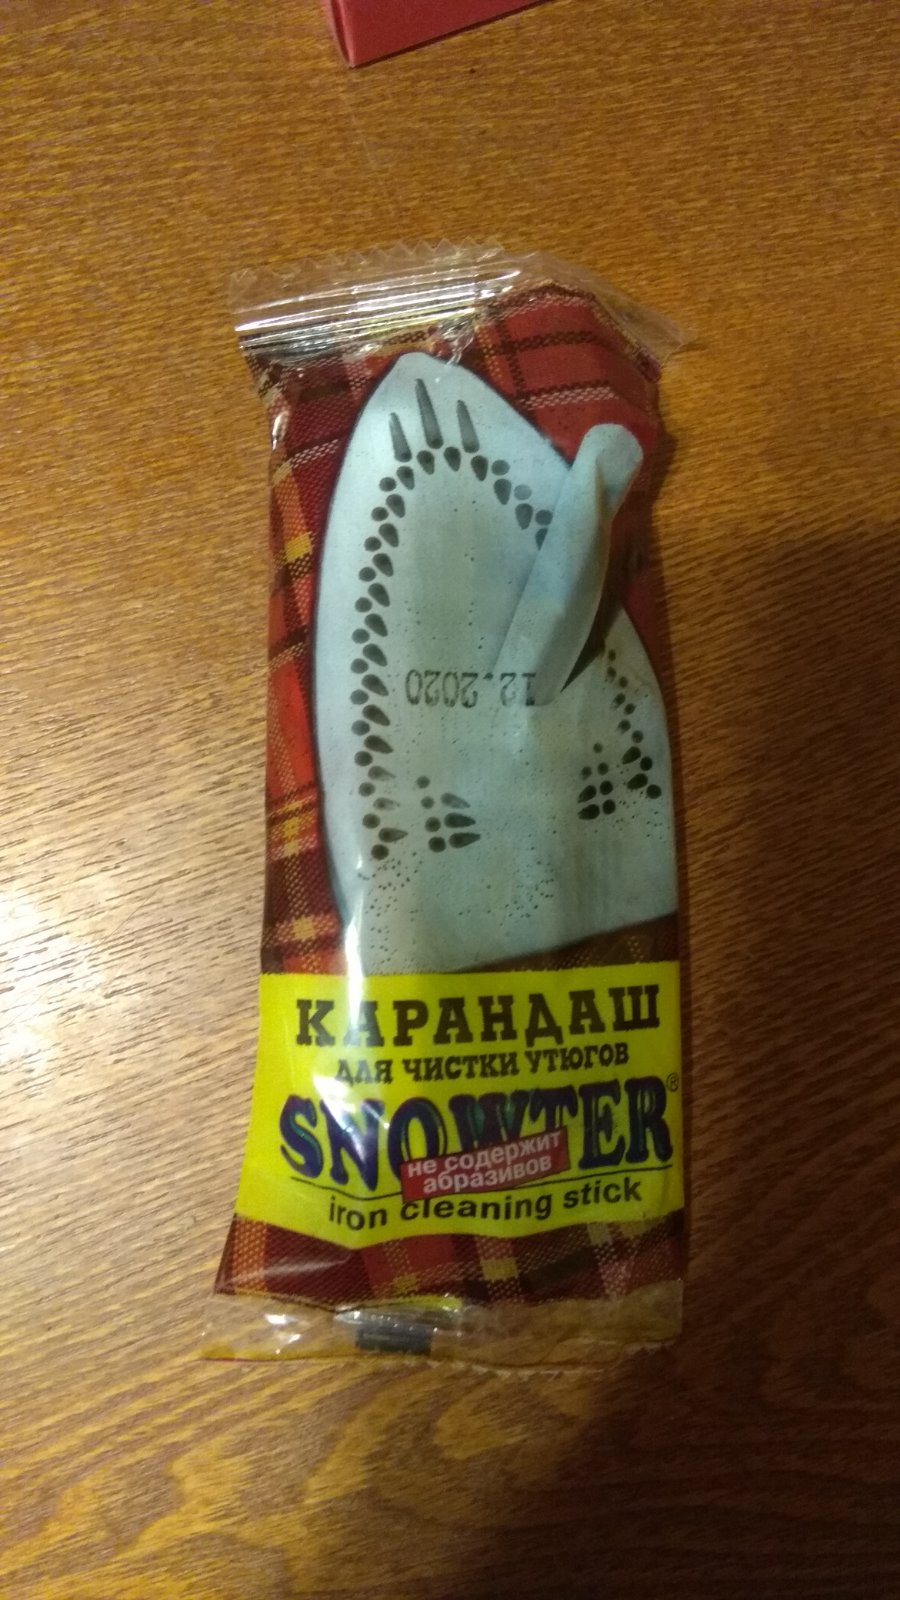 12.2020
КАРАНДАШ
ДЛЯ ЧИСТКИ УТЮГОВ
SNOWTER®
не содержит
абразивов
iron cleaning stick